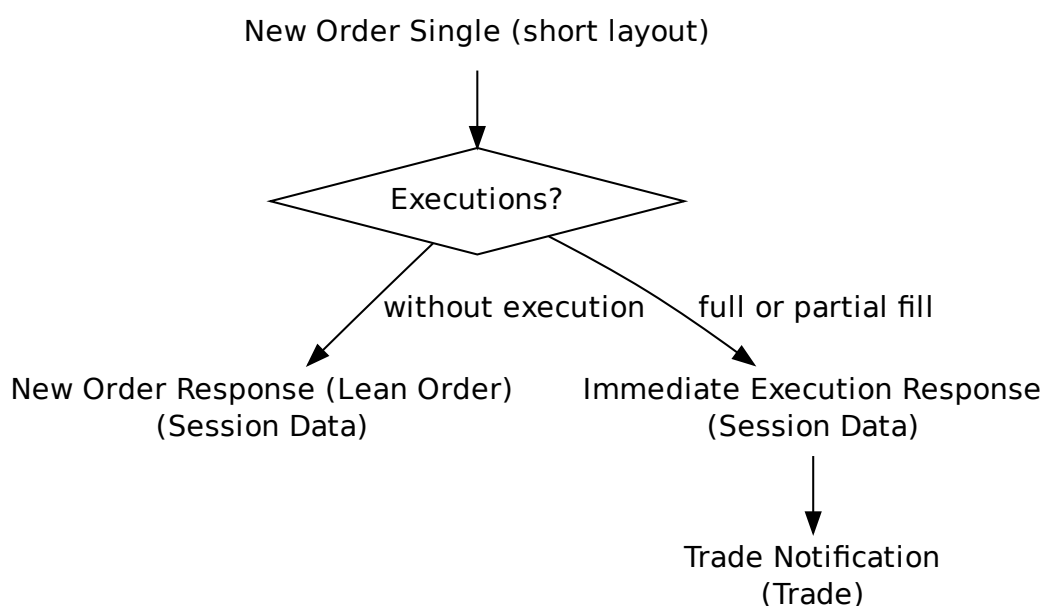 New Order Single (short layout)
Executions?
without execution
full or partial fill
New Order Response (Lean Order)
(Session Data)
Immediate Execution Response
(Session Data)
Trade Notification
(Trade)